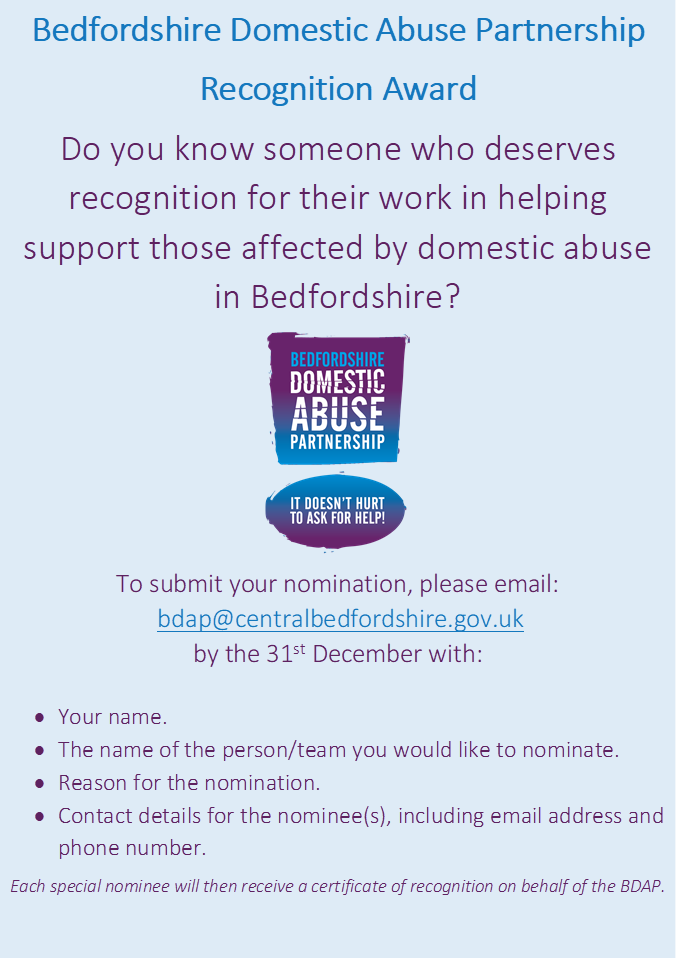 Bedfordshire Domestic Abuse Partnership
Recognition Award
Do you know someone who deserves
recognition for their work in helping
support those affected by domestic abuse
in Bedfordshire?
BEDFORDSHIRE
DOMESTIC
ABUSE
PARTNERSHIP
IT DOESN'T HURT
TO ASK FOR HELP!
To submit your nomination, please email:
bdap@centralbedfordshire.gov.uk
by the 31st December with:
• Your name.
• The name of the person/team you would like to nominate.
• Reason for the nomination.
• Contact details for the nominee(s), including email address and
phone number.
Each special nominee will then receive a certificate of recognition on behalf of the BDAP.